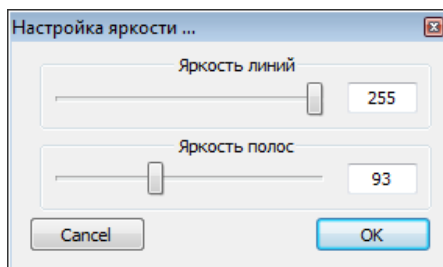 Настройка яркости ...
Яркость линий
255
Яркость полос
93
Cancel
OK